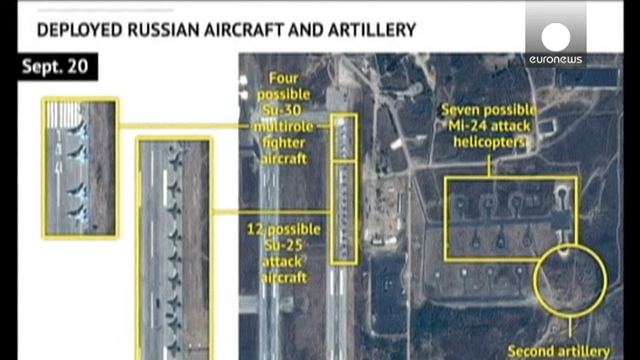 DEPLOYED RUSSIAN AIRCRAFT AND ARTILLERY
euronews
Sept. 20
Four
possible
Su-30
multirole
fighter
aircraft
Seven possible
Mi-24 attack
helicopters
12 possible
Su-25
attack
aircraft
Second artillery